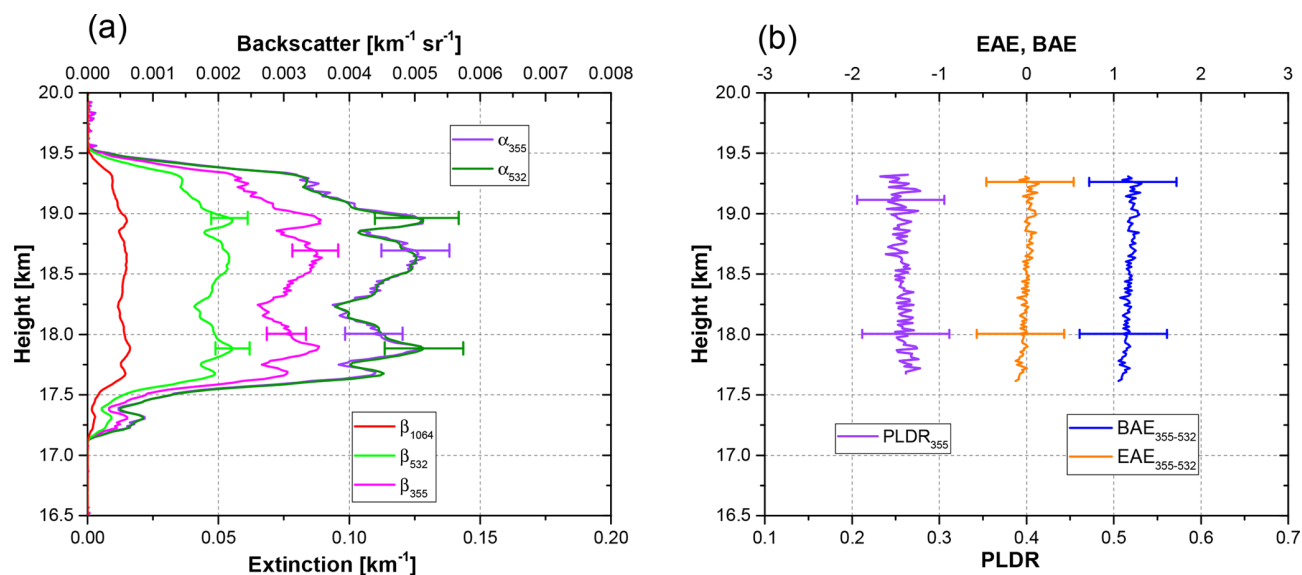 (a)
Backscatter [km⁻¹ sr⁻¹]
0.000 0.001 0.002 0.003 0.004 0.005 0.006 0.007 0.008
Height [km]
20.0
19.5
19.0
18.5
18.0
17.5
17.0
16.5
α₃₅₅
α₅₃₂
β₁₀₆₄
β₅₃₂
β₃₅₅
0.00 0.05 0.10 0.15 0.20
Extinction [km⁻¹]
(b)
EAE, BAE
-3 -2 -1 0 1 2 3
Height [km]
20.0
19.5
19.0
18.5
18.0
17.5
17.0
16.5
PLDR₃₅₅
BAE₃₅₅₋₅₃₂
EAE₃₅₅₋₅₃₂
0.1 0.2 0.3 0.4 0.5 0.6 0.7
PLDR